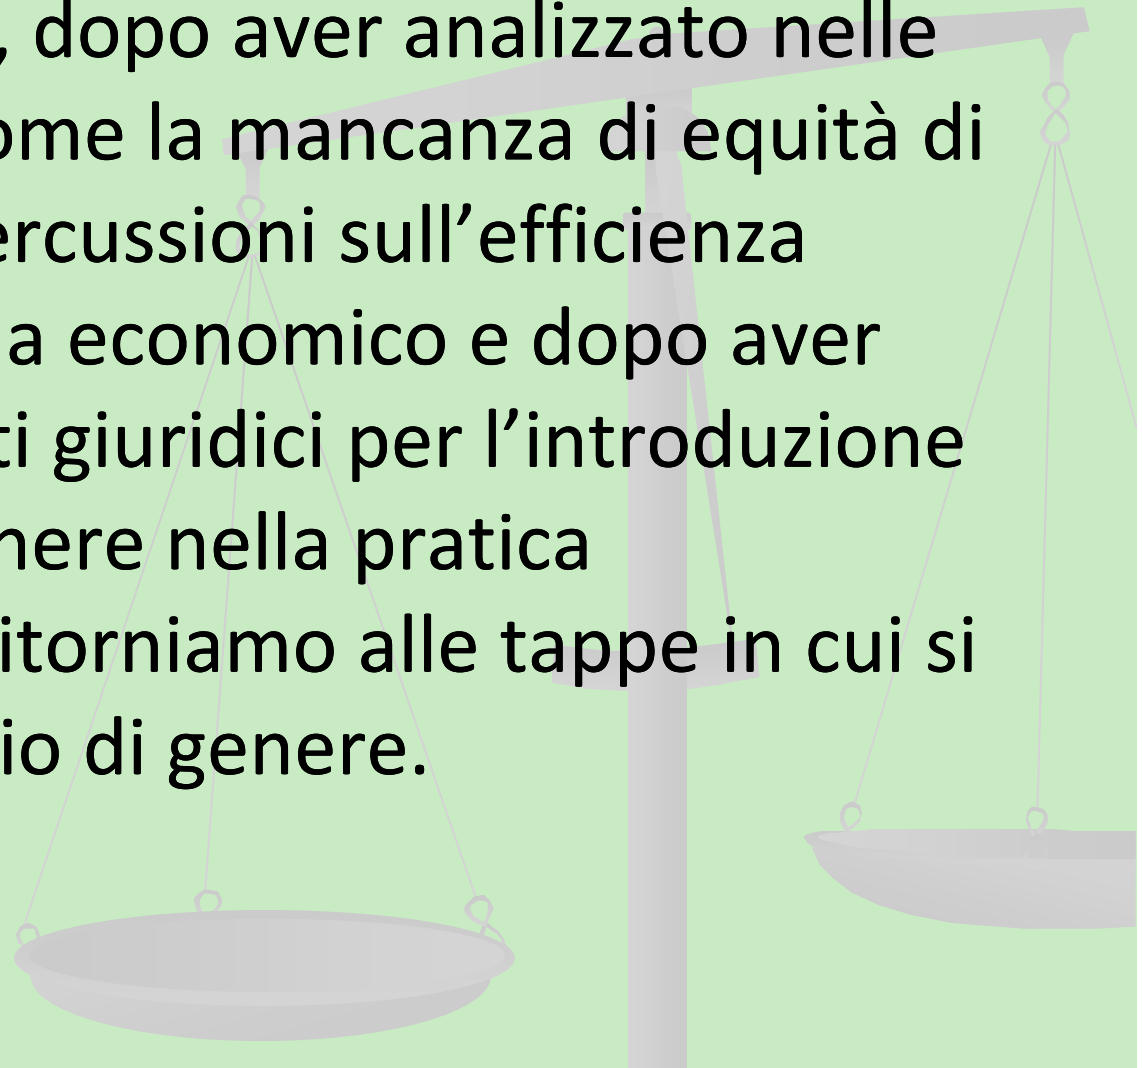 , dopo aver analizzato nelle
ome la mancanza di equità di
ercussioni sull’efficienza
a economico e dopo aver
ti giuridici per l’introduzione
nere nella pratica
itorniamo alle tappe in cui si
io di genere.